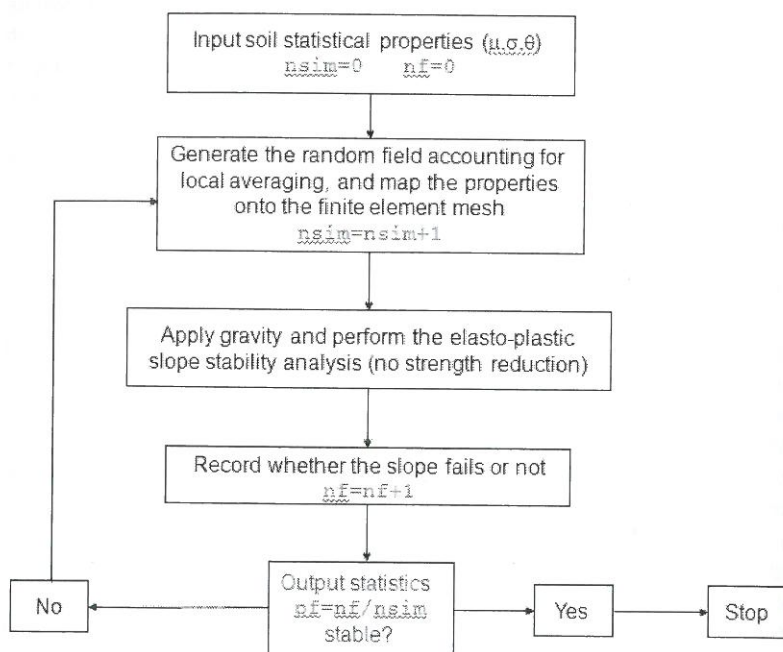 Input soil statistical properties (μ,σ,θ)
nsim=0 nf=0
Generate the random field accounting for
local averaging, and map the properties
onto the finite element mesh
nsim=nsim+1
Apply gravity and perform the elasto-plastic
slope stability analysis (no strength reduction)
Record whether the slope fails or not
nf=nf+1
Output statistics
pf=nf/nsim
stable?
No
Yes
Stop